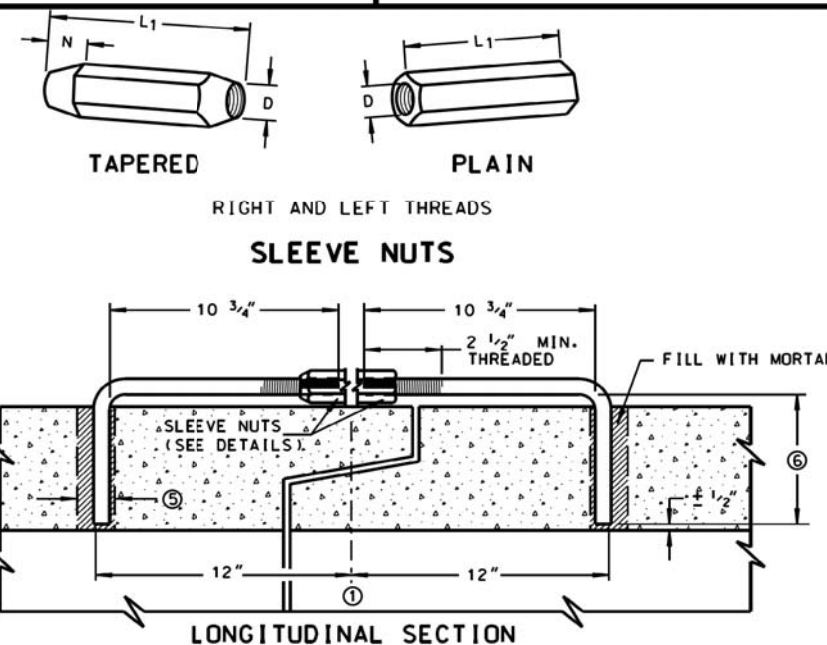 L1
N
D
TAPERED
L1
D
PLAIN
RIGHT AND LEFT THREADS
SLEEVE NUTS
10 3/4"
10 3/4"
2 1/2" MIN.
THREADED
FILL WITH MORTAR
SLEEVE NUTS
(SEE DETAILS)
⑤
⑥
± 1/2"
12"
12"
①
LONGITUDINAL SECTION